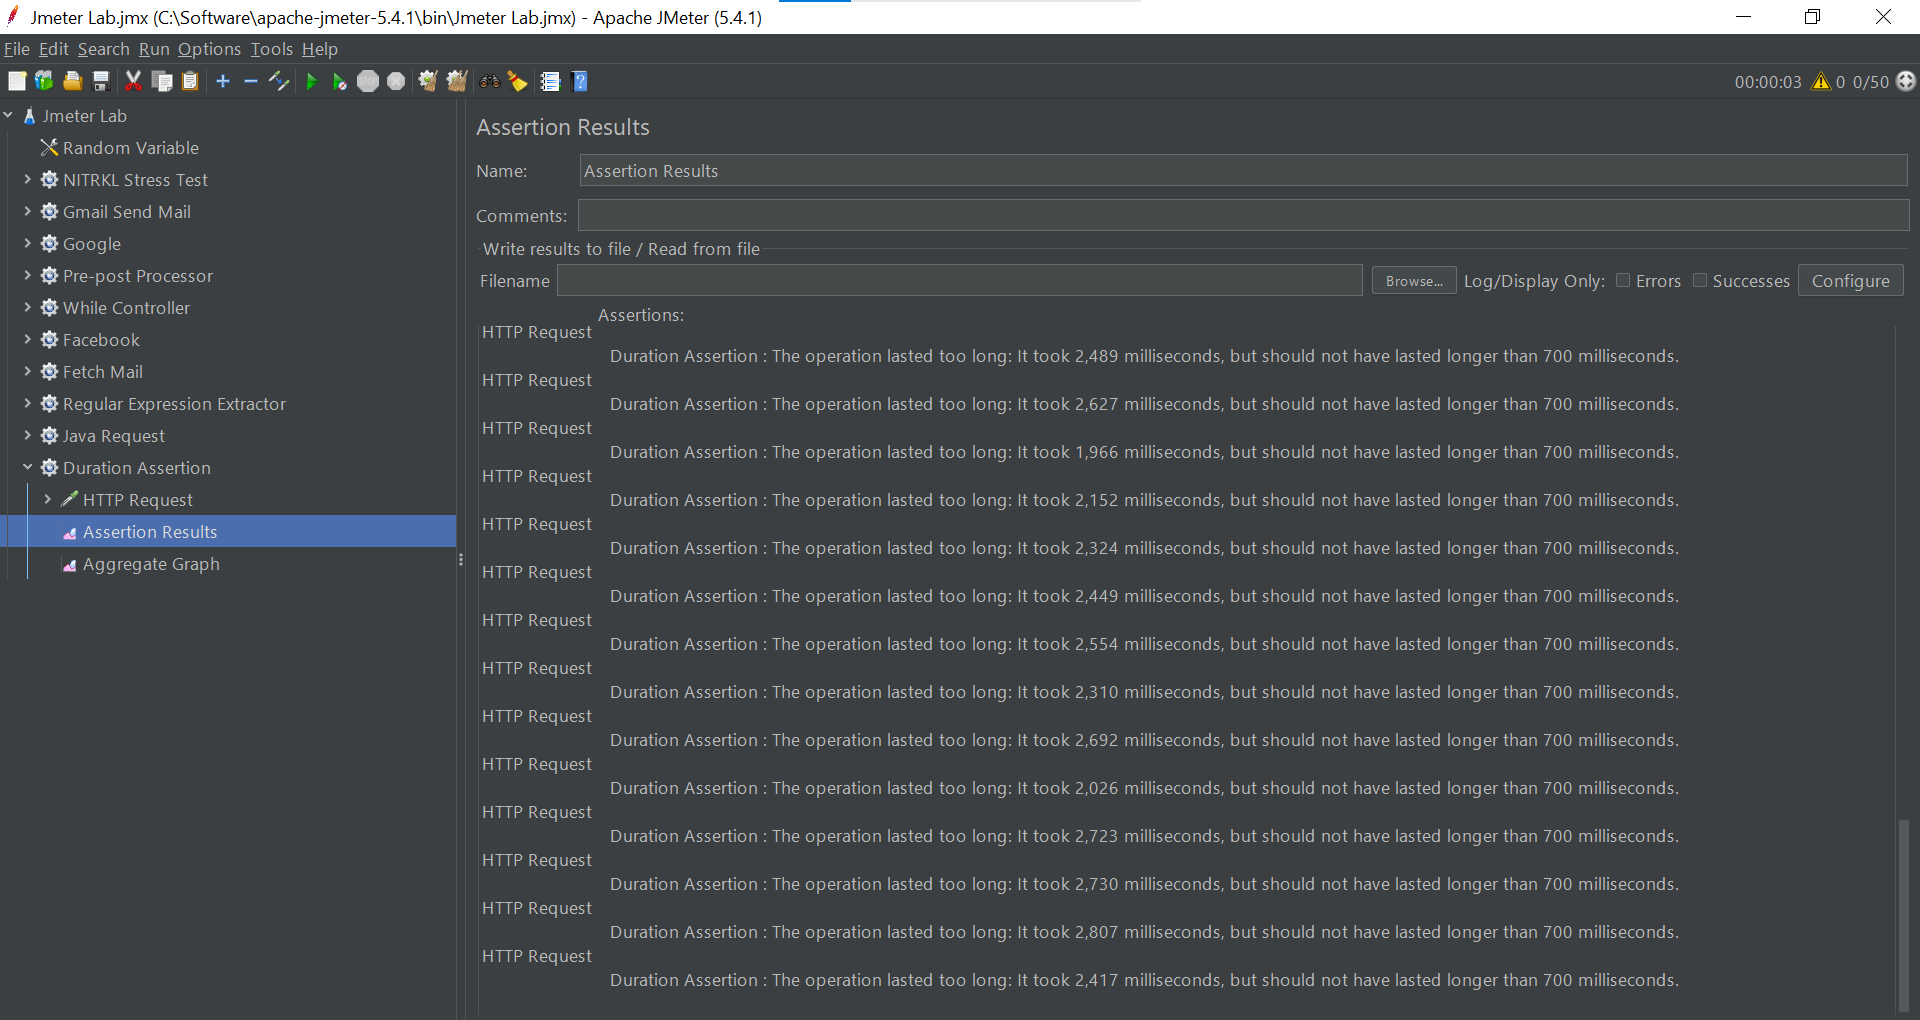 Jmeter Lab.jmx (C:\Software\apache-jmeter-5.4.1\bin\Jmeter Lab.jmx) - Apache JMeter (5.4.1)
File Edit Search Run Options Tools Help
00:00:03 0 0/50
Jmeter Lab
Random Variable
NITRKL Stress Test
Gmail Send Mail
Google
Pre-post Processor
While Controller
Facebook
Fetch Mail
Regular Expression Extractor
Java Request
Duration Assertion
HTTP Request
Assertion Results
Aggregate Graph
Assertion Results
Name: Assertion Results
Comments:
Write results to file / Read from file
Filename Browse... Log/Display Only: Errors Successes Configure
Assertions:
HTTP Request
Duration Assertion : The operation lasted too long: It took 2,489 milliseconds, but should not have lasted longer than 700 milliseconds.
HTTP Request
Duration Assertion : The operation lasted too long: It took 2,627 milliseconds, but should not have lasted longer than 700 milliseconds.
HTTP Request
Duration Assertion : The operation lasted too long: It took 1,966 milliseconds, but should not have lasted longer than 700 milliseconds.
HTTP Request
Duration Assertion : The operation lasted too long: It took 2,152 milliseconds, but should not have lasted longer than 700 milliseconds.
HTTP Request
Duration Assertion : The operation lasted too long: It took 2,324 milliseconds, but should not have lasted longer than 700 milliseconds.
HTTP Request
Duration Assertion : The operation lasted too long: It took 2,449 milliseconds, but should not have lasted longer than 700 milliseconds.
HTTP Request
Duration Assertion : The operation lasted too long: It took 2,554 milliseconds, but should not have lasted longer than 700 milliseconds.
HTTP Request
Duration Assertion : The operation lasted too long: It took 2,310 milliseconds, but should not have lasted longer than 700 milliseconds.
HTTP Request
Duration Assertion : The operation lasted too long: It took 2,692 milliseconds, but should not have lasted longer than 700 milliseconds.
HTTP Request
Duration Assertion : The operation lasted too long: It took 2,026 milliseconds, but should not have lasted longer than 700 milliseconds.
HTTP Request
Duration Assertion : The operation lasted too long: It took 2,723 milliseconds, but should not have lasted longer than 700 milliseconds.
HTTP Request
Duration Assertion : The operation lasted too long: It took 2,730 milliseconds, but should not have lasted longer than 700 milliseconds.
HTTP Request
Duration Assertion : The operation lasted too long: It took 2,807 milliseconds, but should not have lasted longer than 700 milliseconds.
HTTP Request
Duration Assertion : The operation lasted too long: It took 2,417 milliseconds, but should not have lasted longer than 700 milliseconds.